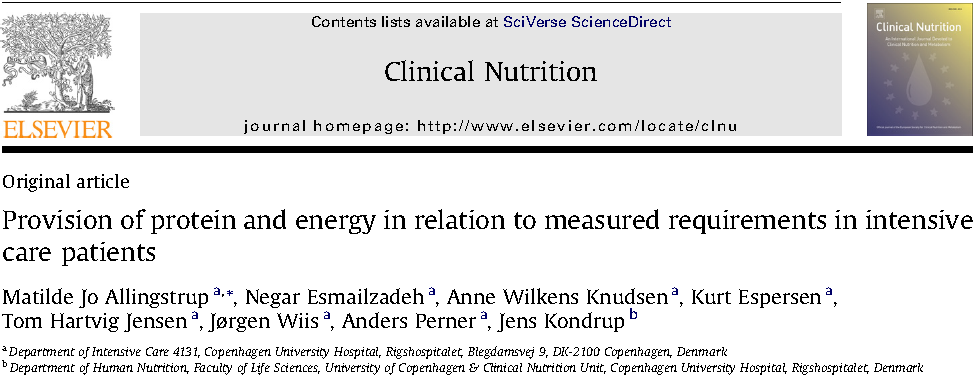 Contents lists available at SciVerse ScienceDirect
Clinical Nutrition
journal homepage: http://www.elsevier.com/locate/clnu
ELSEVIER
Clinical Nutrition
Original article
Provision of protein and energy in relation to measured requirements in intensive
care patients
Matilde Jo Allingstrup a,*, Negar Esmailzadeh a, Anne Wilkens Knudsen a, Kurt Espersen a,
Tom Hartvig Jensen a, Jørgen Wiis a, Anders Perner a, Jens Kondrup b
a Department of Intensive Care 4131, Copenhagen University Hospital, Rigshospitalet, Blegdamsvej 9, DK-2100 Copenhagen, Denmark
b Department of Human Nutrition, Faculty of Life Sciences, University of Copenhagen & Clinical Nutrition Unit, Copenhagen University Hospital, Rigshospitalet, Denmark